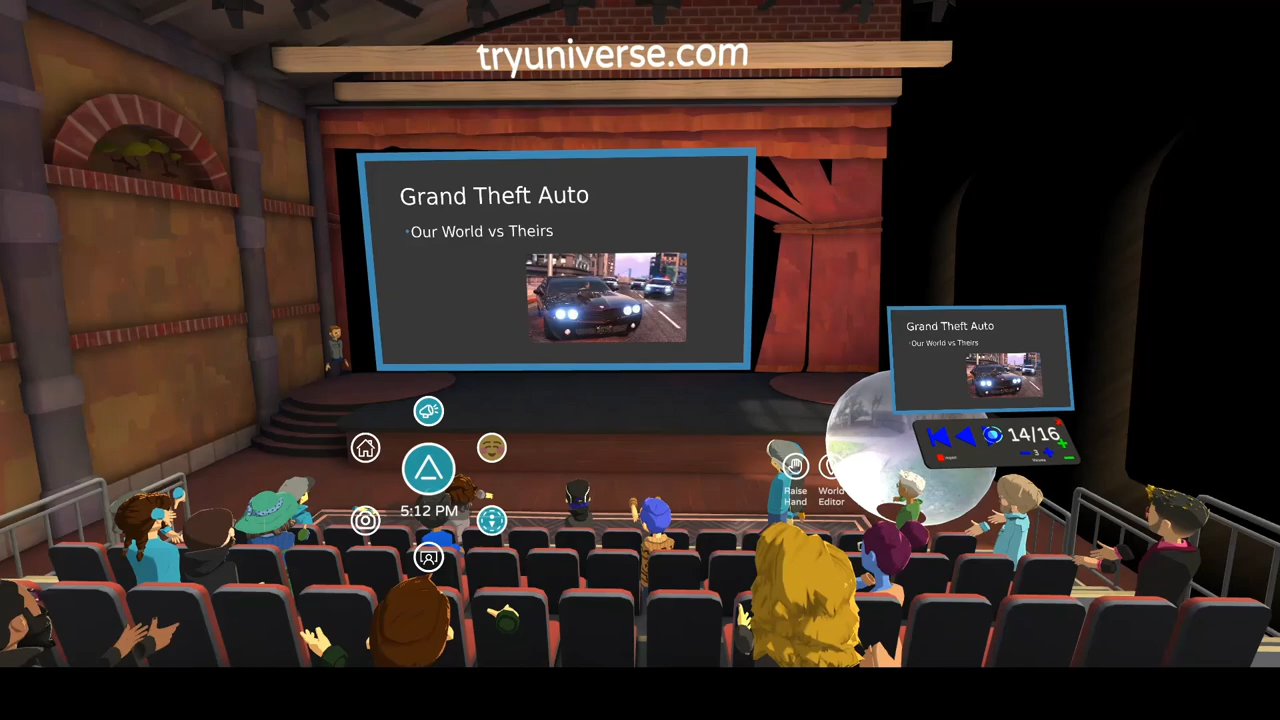 tryuniverse.com
Grand Theft Auto
•Our World vs Theirs
Grand Theft Auto
•Our World vs Theirs
14/16
3
5:12 PM
Raise
Hand
World
Editor